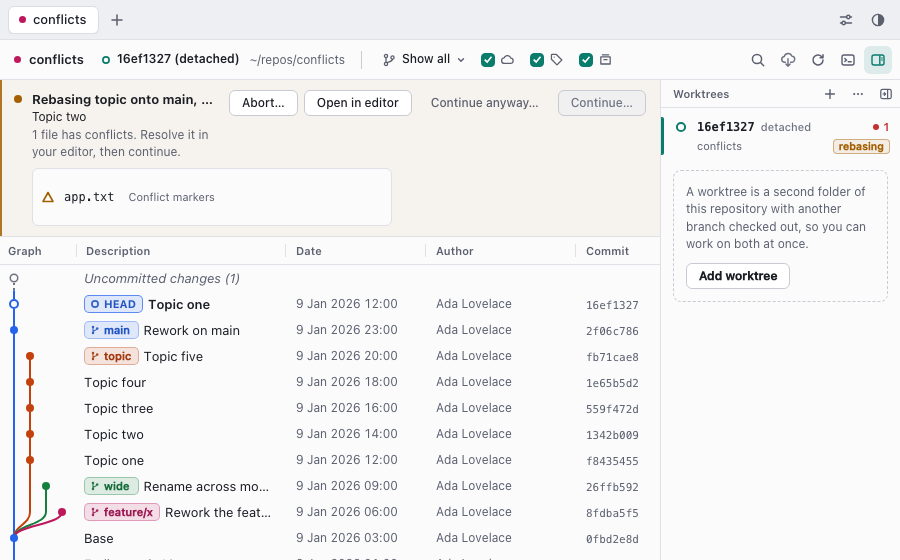 conflicts
conflicts 16ef1327 (detached) ~/repos/conflicts Show all
Rebasing topic onto main, ... Abort... Open in editor Continue anyway... Continue...
Topic two
1 file has conflicts. Resolve it in
your editor, then continue.
app.txt Conflict markers
Graph Description Date Author Commit
Uncommitted changes (1)
HEAD Topic one 9 Jan 2026 12:00 Ada Lovelace 16ef1327
main Rework on main 9 Jan 2026 23:00 Ada Lovelace 2f06c786
topic Topic five 9 Jan 2026 20:00 Ada Lovelace fb71cae8
Topic four 9 Jan 2026 18:00 Ada Lovelace 1e65b5d2
Topic three 9 Jan 2026 16:00 Ada Lovelace 559f472d
Topic two 9 Jan 2026 14:00 Ada Lovelace 1342b009
Topic one 9 Jan 2026 12:00 Ada Lovelace f8435455
wide Rename across mo... 9 Jan 2026 09:00 Ada Lovelace 26ffb592
feature/x Rework the feat... 9 Jan 2026 06:00 Ada Lovelace 8fdba5f5
Base 9 Jan 2026 03:00 Ada Lovelace 0fbd2e8d
Worktrees
16ef1327 detached 1
conflicts rebasing
A worktree is a second folder of
this repository with another
branch checked out, so you can
work on both at once.
Add worktree